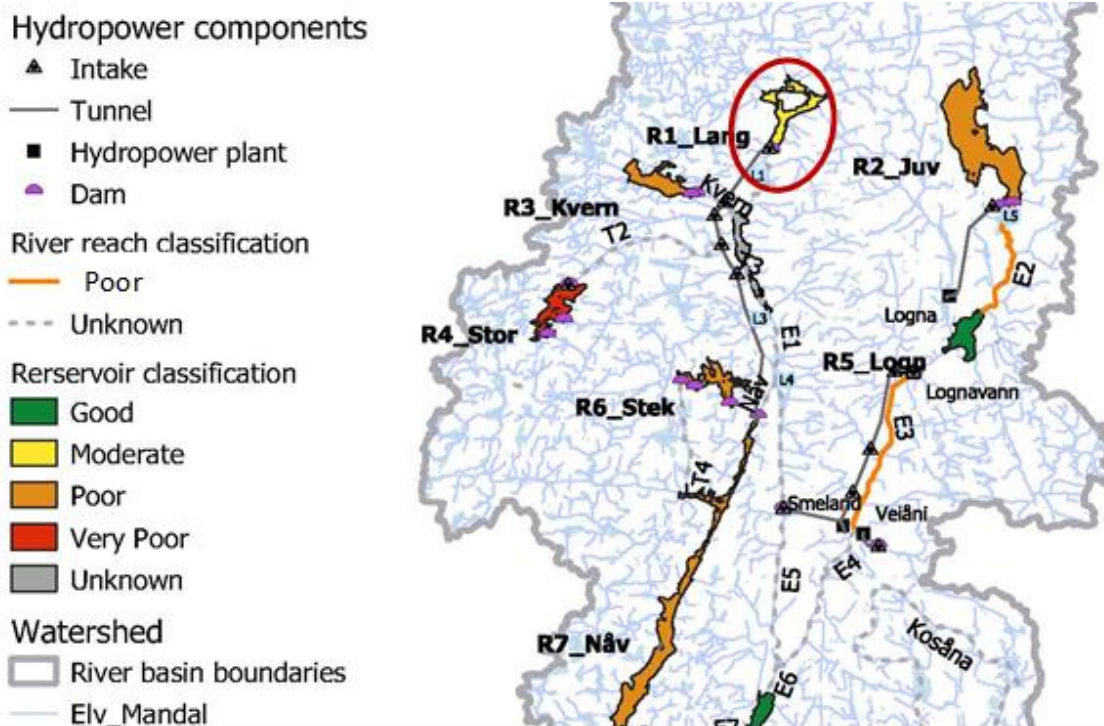 Hydropower components
Intake
Tunnel
Hydropower plant
Dam
River reach classification
Poor
Unknown
Rerservoir classification
Good
Moderate
Poor
Very Poor
Unknown
Watershed
River basin boundaries
Elv_Mandal
R1_Lang
L1
R2_Juv
Kvern
R3_Kvern
L5
T2
E2
Logna
R4_Stor
L3
E1
R5_Logn
L4
Lognavann
R6_Stek
Nåv
E3
T4
Smeland
Veiåni
E4
E5
Kosåna
R7_Nåv
E6